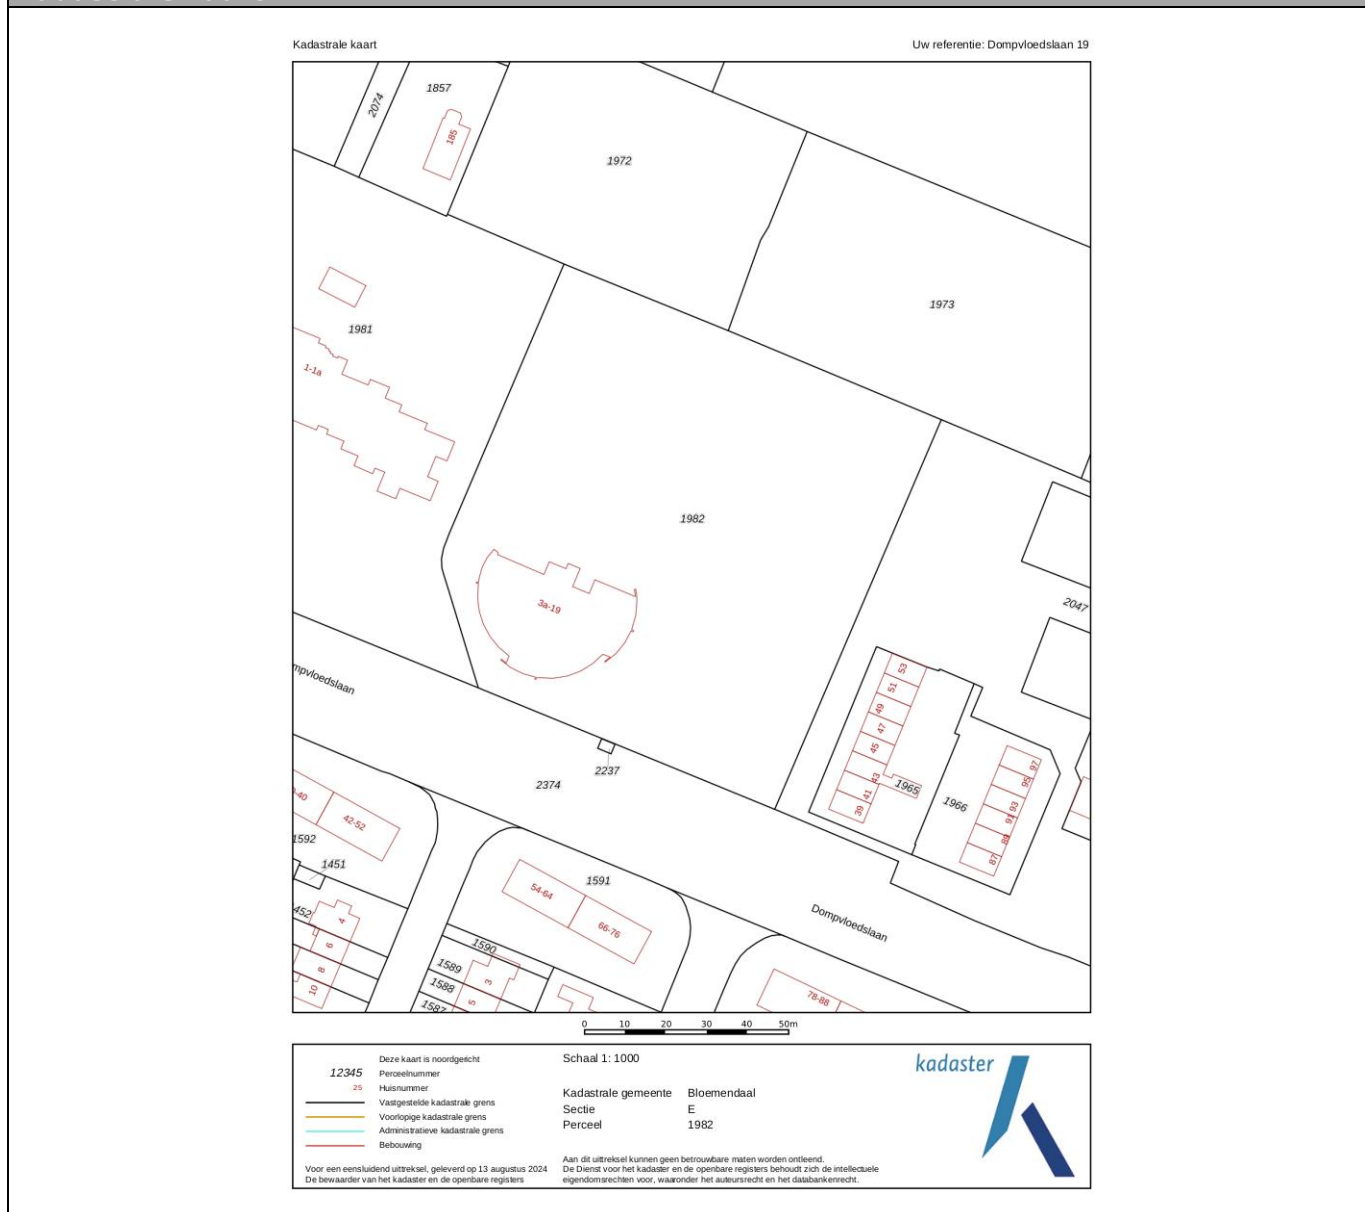 Kadastrale kaart
Uw referentie: Dompvloedslaan 19
2074
1857
185
1972
1973
1981
1-1a
1982
3a-19
2047
mpvloedslaan
53
51
49
47
45
43
41
39
1965
1966
97
95
93
91
89
87
2237
2374
-40
42-52
1592
1451
452
4
6
8
10
1591
54-64
66-76
Dompvloedslaan
1590
1589
1588
1587
3
5
78-88
0 10 20 30 40 50m
Deze kaart is noordgericht
12345 Perceelnummer
25 Huisnummer
Vastgestelde kadastrale grens
Voorlopige kadastrale grens
Administratieve kadastrale grens
Bebouwing
Voor een eensluidend uittreksel, geleverd op 13 augustus 2024
De bewaarder van het kadaster en de openbare registers
Schaal 1: 1000
Kadastrale gemeente Bloemendaal
Sectie E
Perceel 1982
Aan dit uittreksel kunnen geen betrouwbare maten worden ontleend.
De Dienst voor het kadaster en de openbare registers behoudt zich de intellectuele
eigendomsrechten voor, waaronder het auteursrecht en het databankenrecht.
kadaster